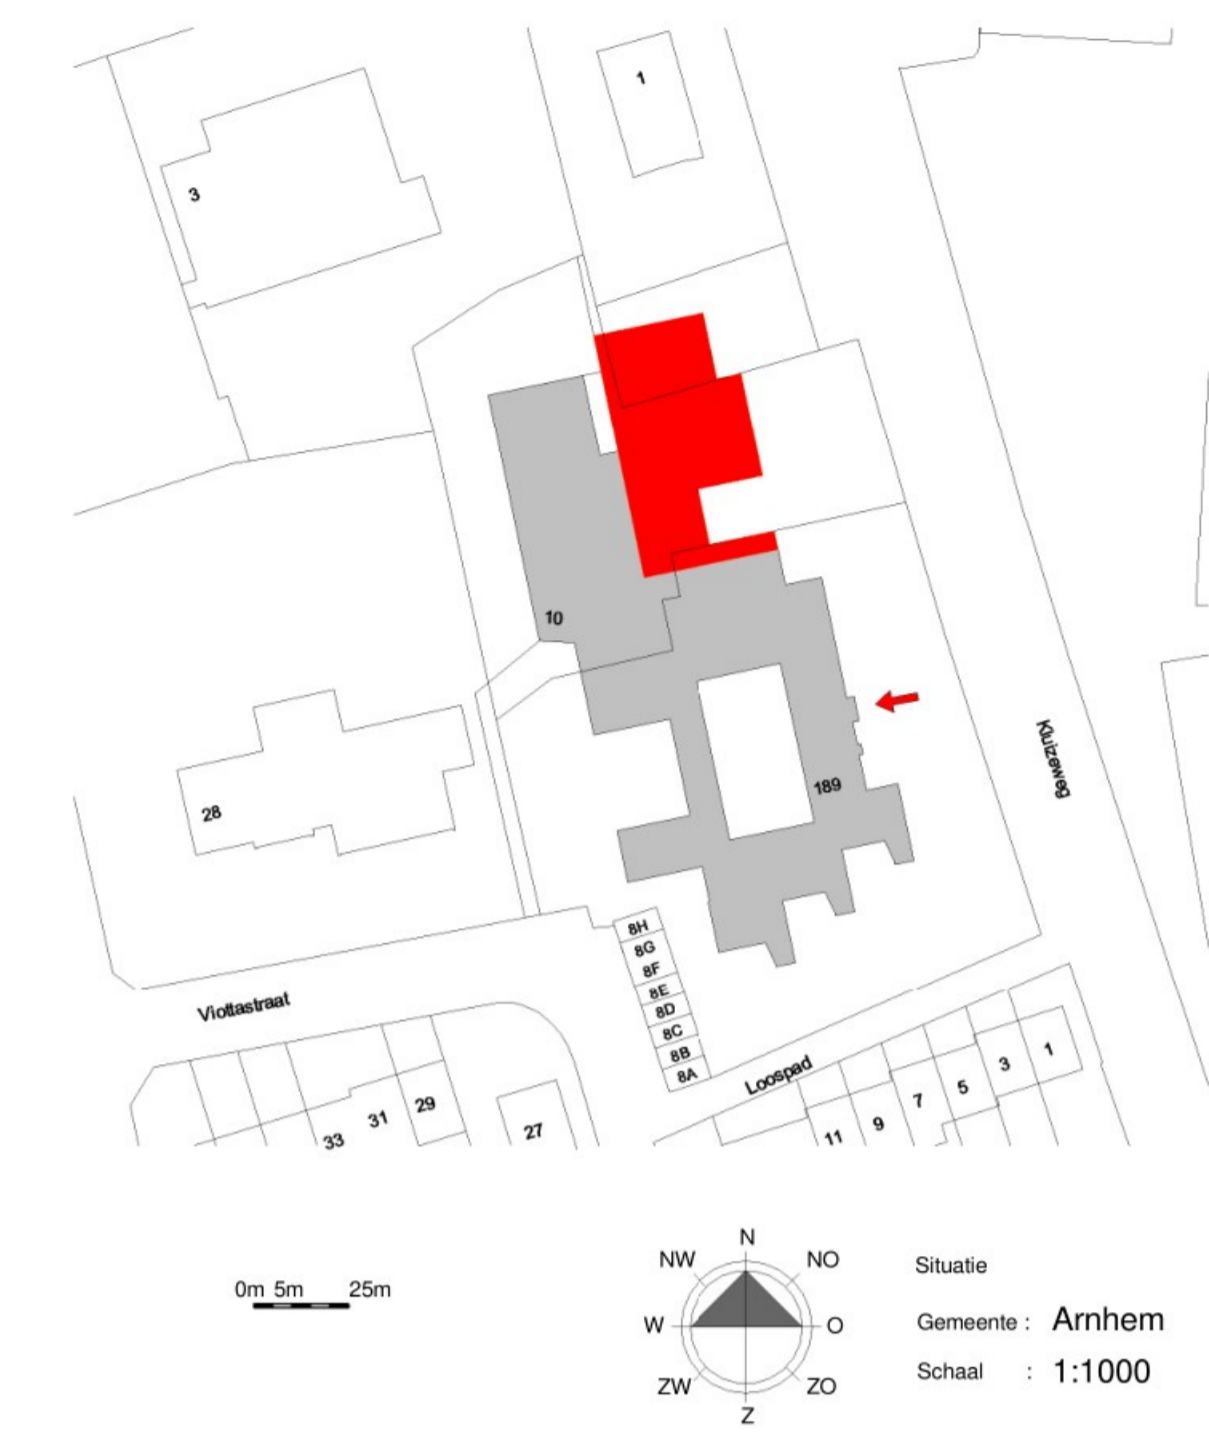 1
3
10
189
Kluizeweg
28
8H
8G
8F
8E
8D
8C
8B
8A
Viottastraat
Loospad
33
31
29
27
11
9
7
5
3
1
0m 5m 25m
N
NW NO
W O
ZW ZO
Z
Situatie
Gemeente : Arnhem
Schaal : 1:1000